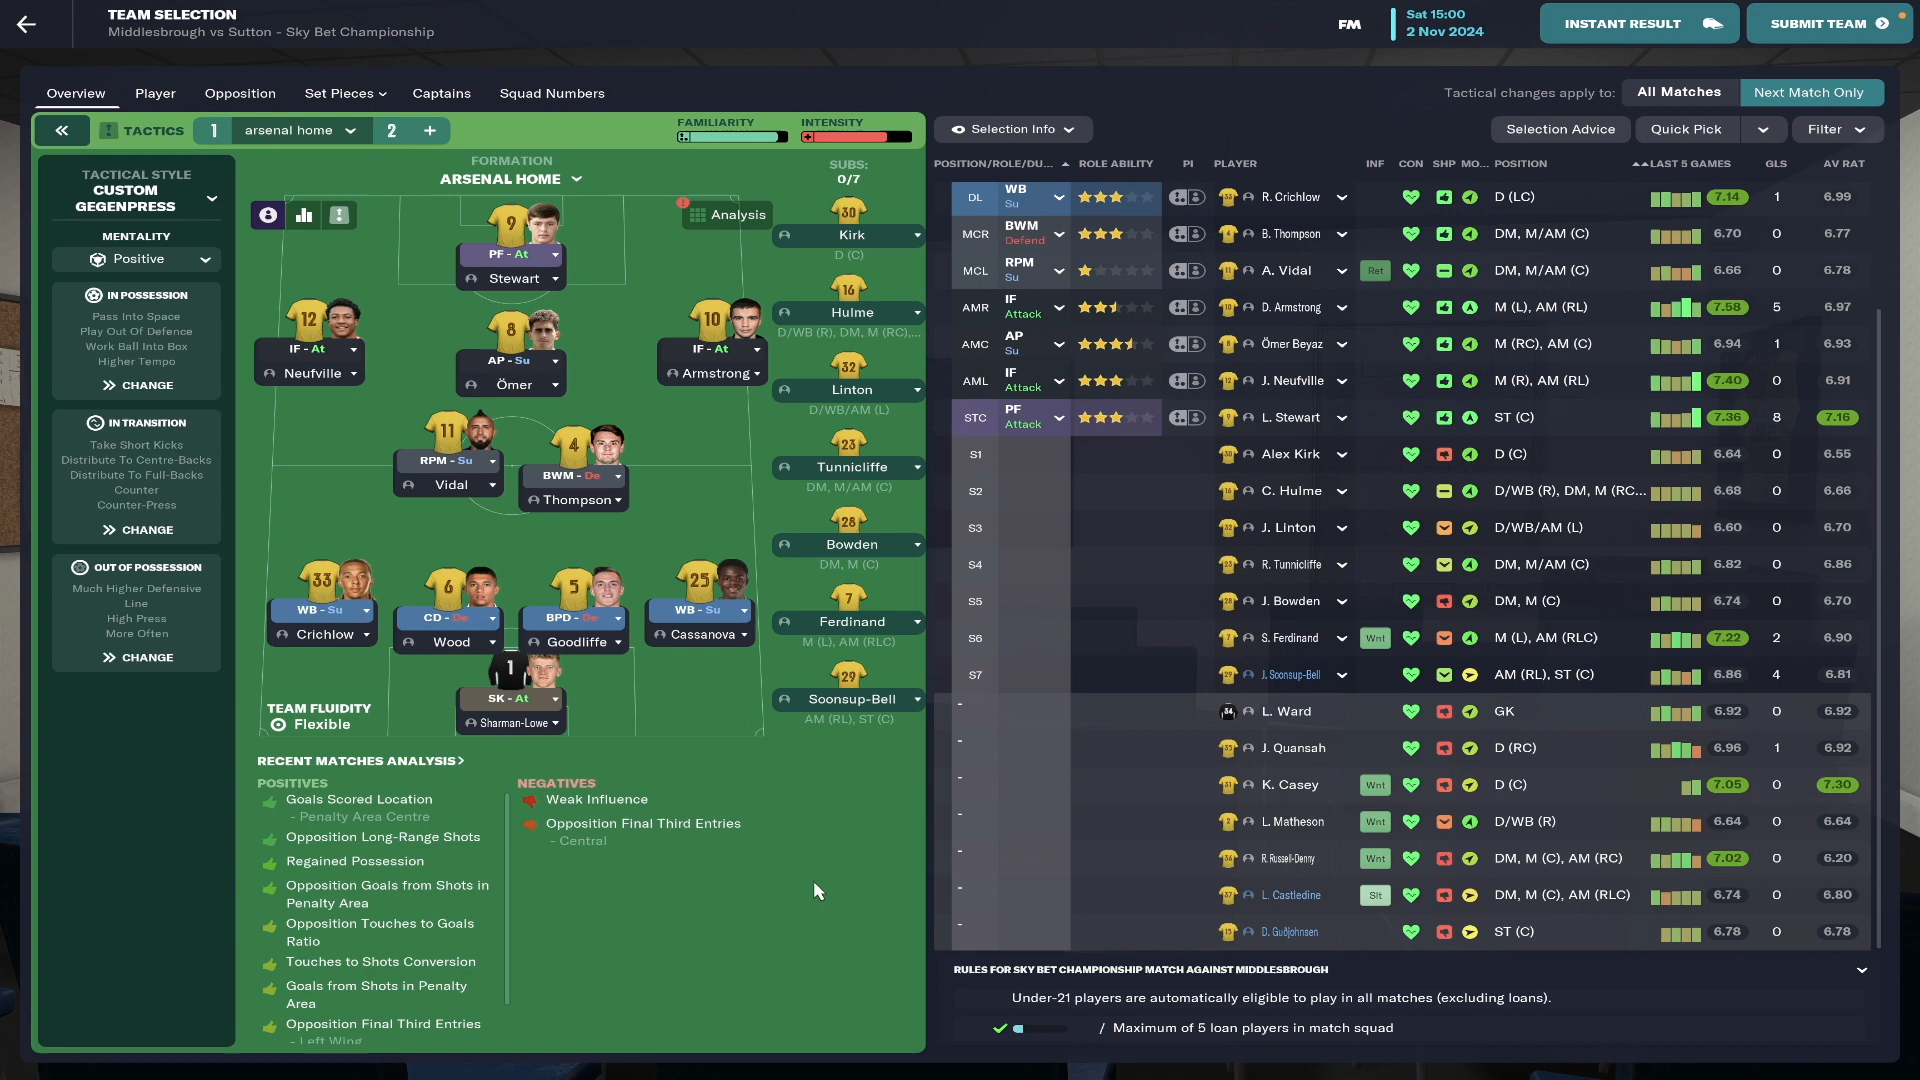 TEAM SELECTION
Middlesbrough vs Sutton - Sky Bet Championship
FM
Sat 15:00
2 Nov 2024
INSTANT RESULT
SUBMIT TEAM
Overview
Player
Opposition
Set Pieces
Captains
Squad Numbers
Tactical changes apply to:
All Matches
Next Match Only
TACTICS
1
arsenal home
2
+
FAMILIARITY
INTENSITY
Selection Info
Selection Advice
Quick Pick
Filter
TACTICAL STYLE
CUSTOM
GEGENPRESS
MENTALITY
Positive
IN POSSESSION
Pass Into Space
Play Out Of Defence
Work Ball Into Box
Higher Tempo
CHANGE
IN TRANSITION
Take Short Kicks
Distribute To Centre-Backs
Distribute To Full-Backs
Counter
Counter-Press
CHANGE
OUT OF POSSESSION
Much Higher Defensive
Line
High Press
More Often
CHANGE
FORMATION
ARSENAL HOME
Analysis
9
PF - At
Stewart
12
IF - At
Neufville
8
AP - Su
Ömer
10
IF - At
Armstrong
11
RPM - Su
Vidal
4
BWM - De
Thompson
33
WB - Su
Crichlow
6
CD - De
Wood
5
BPD - De
Goodliffe
25
WB - Su
Cassanova
1
SK - At
Sharman-Lowe
TEAM FLUIDITY
Flexible
SUBS:
0/7
30
Kirk
D (C)
16
Hulme
D/WB (R), DM, M (RC),...
32
Linton
D/WB/AM (L)
23
Tunnicliffe
DM, M/AM (C)
28
Bowden
DM, M (C)
7
Ferdinand
M (L), AM (RLC)
29
Soonsup-Bell
AM (RL), ST (C)
RECENT MATCHES ANALYSIS>
POSITIVES
Goals Scored Location
- Penalty Area Centre
Opposition Long-Range Shots
Regained Possession
Opposition Goals from Shots in
Penalty Area
Opposition Touches to Goals
Ratio
Touches to Shots Conversion
Goals from Shots in Penalty
Area
Opposition Final Third Entries
- Left Wing
NEGATIVES
Weak Influence
Opposition Final Third Entries
- Central
POSITION/ROLE/DU... ROLE ABILITY PI PLAYER INF CON SHP MO... POSITION LAST 5 GAMES GLS AV RAT
DL WB Su 33 R. Crichlow D (LC) 7.14 1 6.99
MCR BWM Defend B. Thompson DM, M/AM (C) 6.70 0 6.77
MCL RPM Su 11 A. Vidal Ret DM, M/AM (C) 6.66 0 6.78
AMR IF Attack 10 D. Armstrong M (L), AM (RL) 7.58 5 6.97
AMC AP Su Ömer Beyaz M (RC), AM (C) 6.94 1 6.93
AML IF Attack 12 J. Neufville M (R), AM (RL) 7.40 0 6.91
STC PF Attack L. Stewart ST (C) 7.36 8 7.16
S1 30 Alex Kirk D (C) 6.64 0 6.55
S2 16 C. Hulme D/WB (R), DM, M (RC... 6.68 0 6.66
S3 32 J. Linton D/WB/AM (L) 6.60 0 6.70
S4 23 R. Tunnicliffe DM, M/AM (C) 6.82 0 6.86
S5 28 J. Bowden DM, M (C) 6.74 0 6.70
S6 7 S. Ferdinand Wnt M (L), AM (RLC) 7.22 2 6.90
S7 29 J. Soonsup-Bell AM (RL), ST (C) 6.86 4 6.81
- 34 L. Ward GK 6.92 0 6.92
- 35 J. Quansah D (RC) 6.96 1 6.92
- 31 K. Casey Wnt D (C) 7.05 0 7.30
- 2 L. Matheson Wnt D/WB (R) 6.64 0 6.64
- 36 R. Russell-Denny Wnt DM, M (C), AM (RC) 7.02 0 6.20
- 37 L. Castledine Slt DM, M (C), AM (RLC) 6.74 0 6.80
- 15 D. Guðjohnsen ST (C) 6.78 0 6.78
RULES FOR SKY BET CHAMPIONSHIP MATCH AGAINST MIDDLESBROUGH
Under-21 players are automatically eligible to play in all matches (excluding loans).
/ Maximum of 5 loan players in match squad